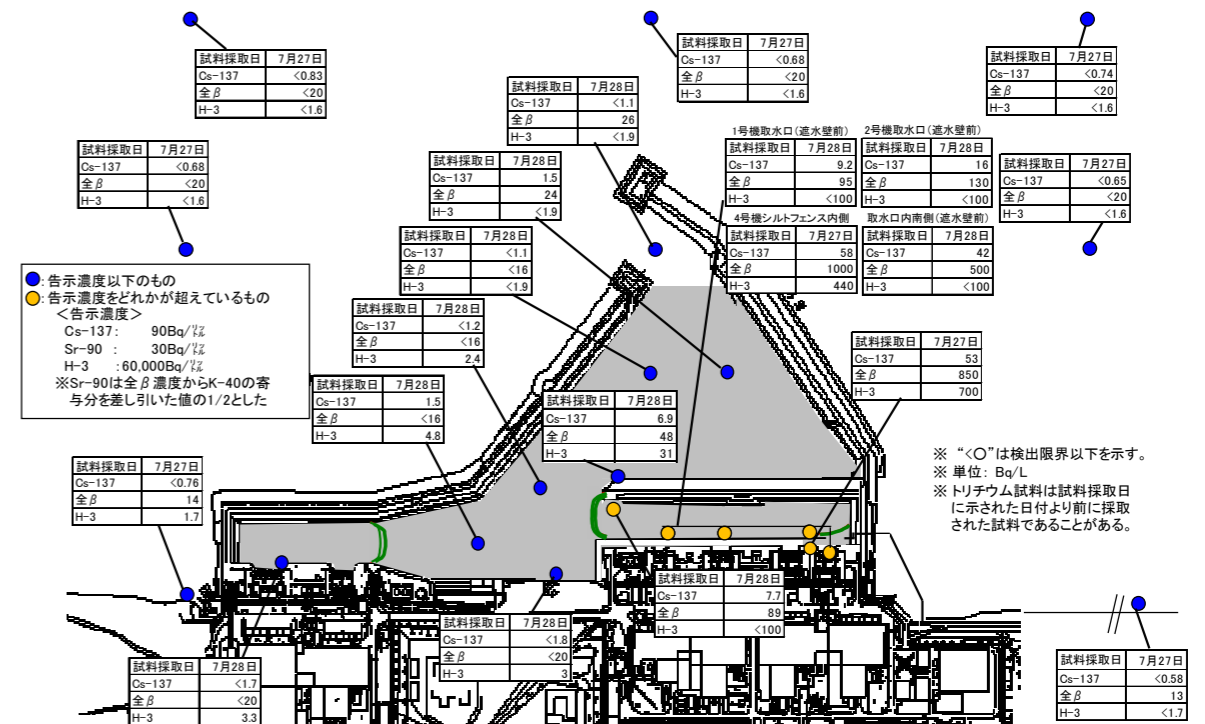 試料採取日 7月27日
Cs-137 <0.83
全β <20
H-3 <1.6
試料採取日 7月27日
Cs-137 <0.68
全β <20
H-3 <1.6
試料採取日 7月27日
Cs-137 <0.74
全β <20
H-3 <1.6
試料採取日 7月28日
Cs-137 <1.1
全β 26
H-3 <1.9
試料採取日 7月27日
Cs-137 <0.68
全β <20
H-3 <1.6
試料採取日 7月28日
Cs-137 1.5
全β 24
H-3 <1.9
1号機取水口(遮水壁前)
試料採取日 7月28日
Cs-137 9.2
全β 95
H-3 <100
2号機取水口(遮水壁前)
試料採取日 7月28日
Cs-137 16
全β 130
H-3 <100
試料採取日 7月27日
Cs-137 <0.65
全β <20
H-3 <1.6
4号機シルトフェンス内側
試料採取日 7月27日
Cs-137 58
全β 1000
H-3 440
取水口内南側(遮水壁前)
試料採取日 7月28日
Cs-137 42
全β 500
H-3 <100
試料採取日 7月28日
Cs-137 <1.1
全β <16
H-3 <1.9
:告示濃度以下のもの
:告示濃度をどれかが超えているもの
<告示濃度>
Cs-137: 90Bq/㍑
Sr-90 : 30Bq/㍑
H-3 :60,000Bq/㍑
※Sr-90は全β濃度からK-40の寄
与分を差し引いた値の1/2とした
試料採取日 7月28日
Cs-137 <1.2
全β <16
H-3 2.4
試料採取日 7月27日
Cs-137 53
全β 850
H-3 700
試料採取日 7月28日
Cs-137 1.5
全β <16
H-3 4.8
試料採取日 7月28日
Cs-137 6.9
全β 48
H-3 31
※ “<○”は検出限界以下を示す。
※ 単位: Bq/L
※ トリチウム試料は試料採取日
に示された日付より前に採取
された試料であることがある。
試料採取日 7月27日
Cs-137 <0.76
全β 14
H-3 1.7
試料採取日 7月28日
Cs-137 7.7
全β 89
H-3 <100
試料採取日 7月28日
Cs-137 <1.8
全β <20
H-3 3
試料採取日 7月28日
Cs-137 <1.7
全β <20
H-3 3.3
試料採取日 7月27日
Cs-137 <0.58
全β 13
H-3 <1.7